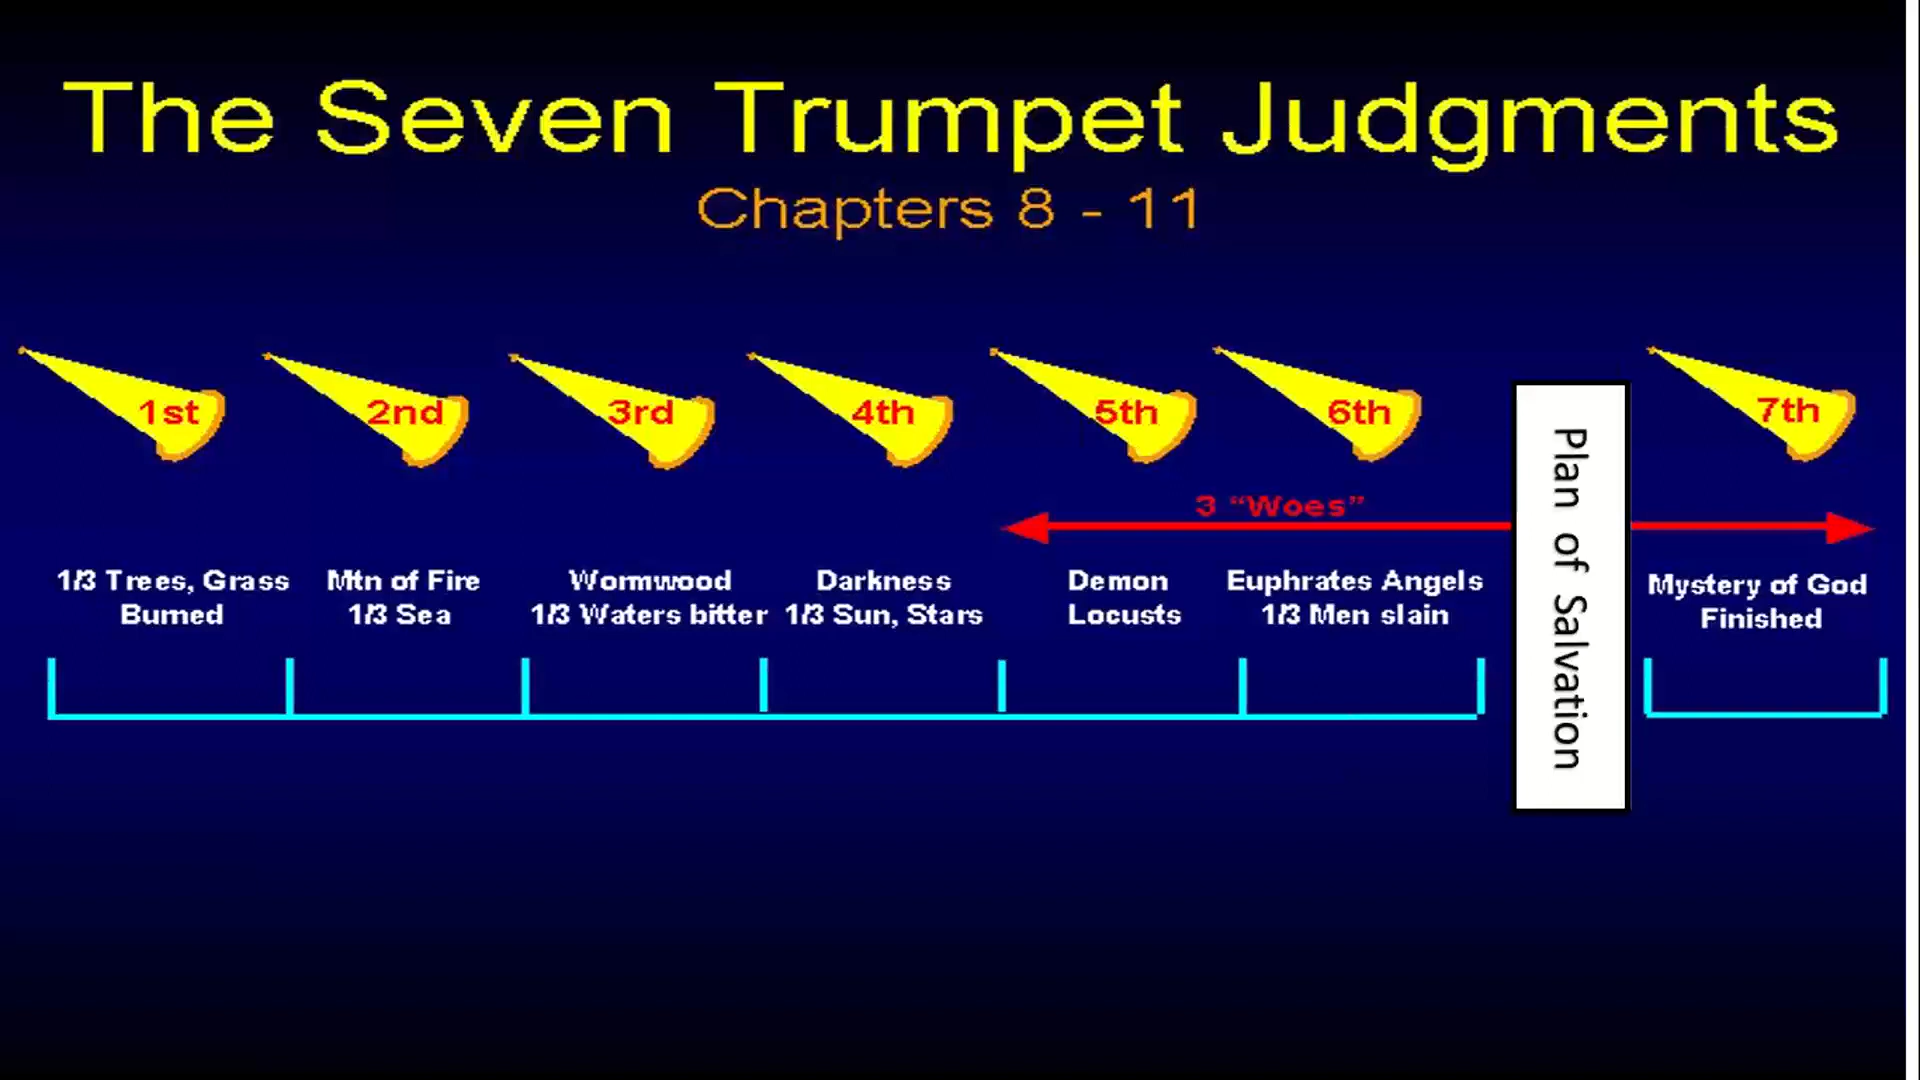 The Seven Trumpet Judgments
Chapters 8 - 11
1st
2nd
3rd
4th
5th
6th
7th
3 “Woes”
1/3 Trees, Grass
Burned
Mtn of Fire
1/3 Sea
Wormwood
1/3 Waters bitter
Darkness
1/3 Sun, Stars
Demon
Locusts
Euphrates Angels
1/3 Men slain
Plan of Salvation
Mystery of God
Finished